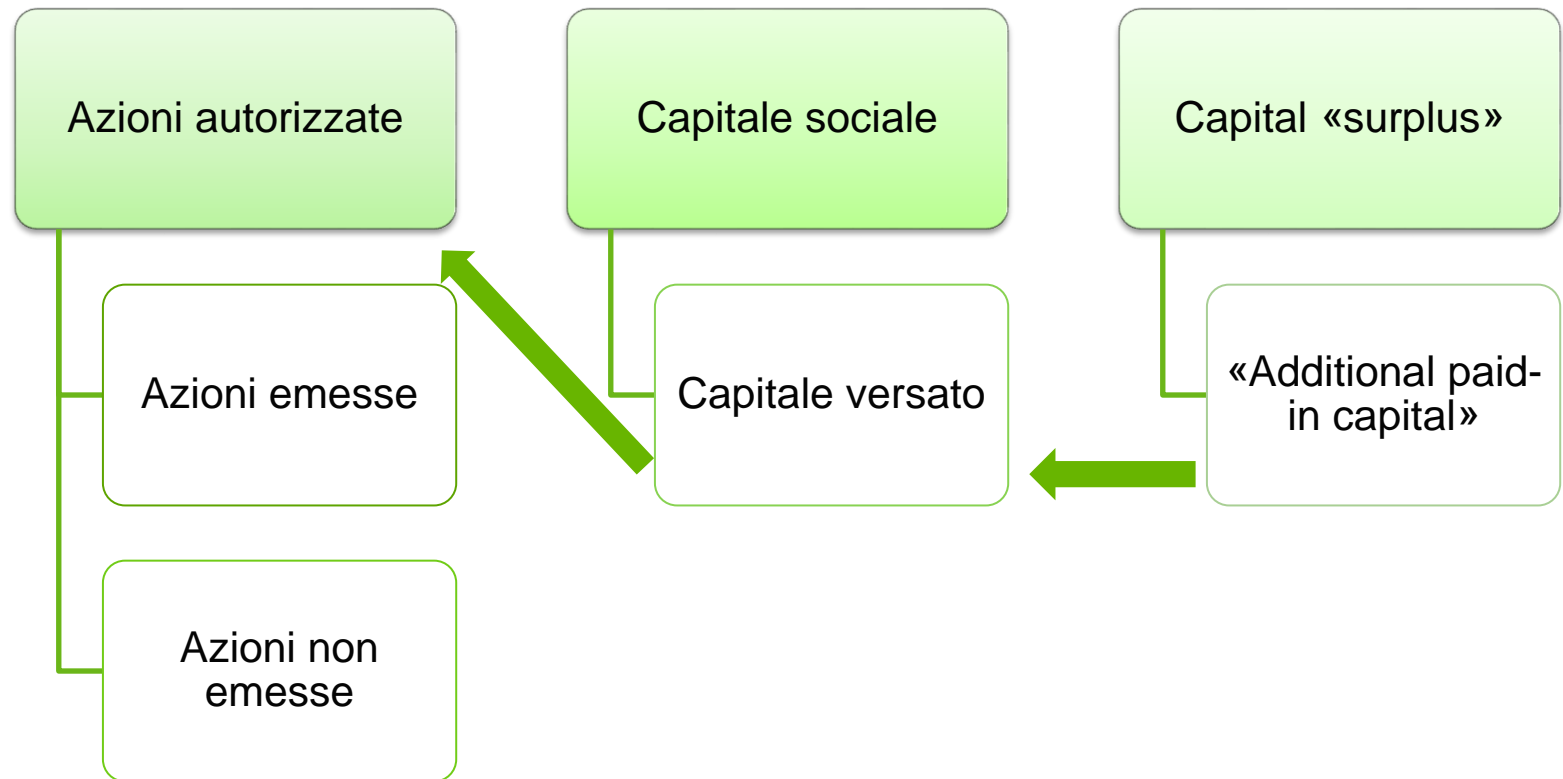 Azioni autorizzate
Azioni emesse
Azioni non
emesse
Capitale sociale
Capitale versato
Capital «surplus»
«Additional paid-
in capital»